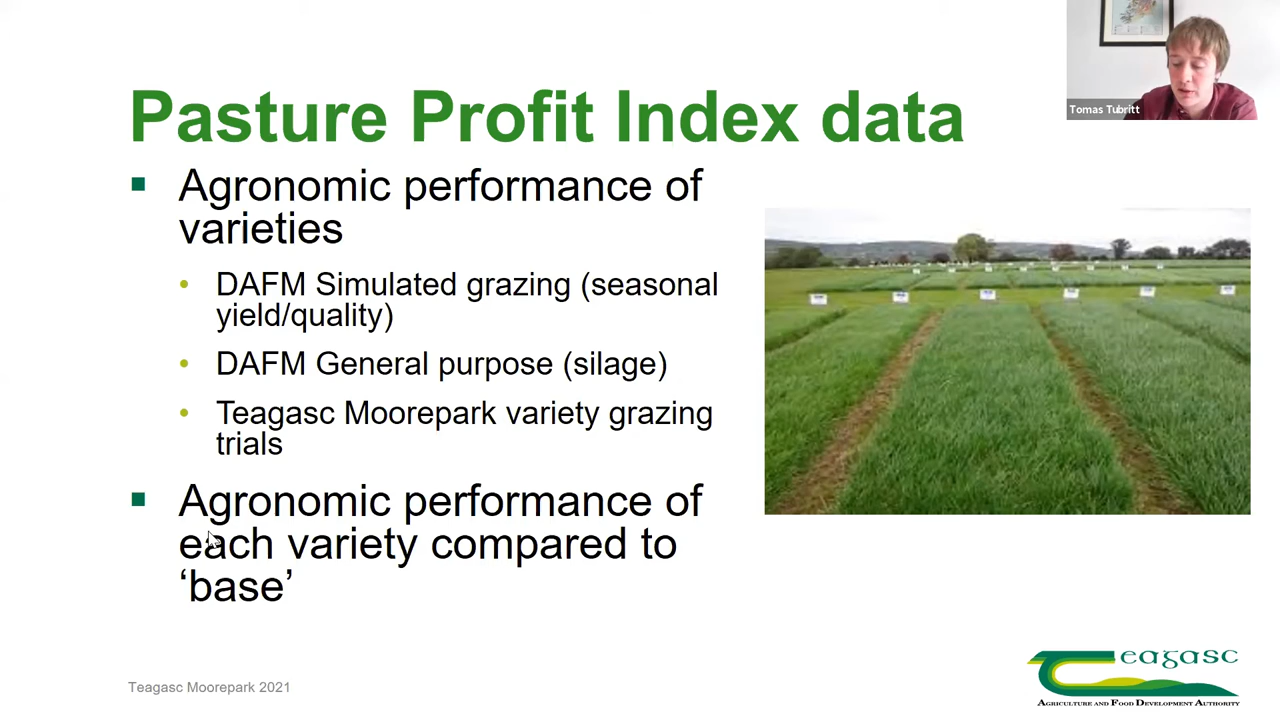 Tomas Tubritt
Pasture Profit Index data
▪ Agronomic performance of
varieties
• DAFM Simulated grazing (seasonal
yield/quality)
• DAFM General purpose (silage)
• Teagasc Moorepark variety grazing
trials
▪ Agronomic performance of
each variety compared to
‘base’
Teagasc Moorepark 2021
eagasc
AGRICULTURE AND FOOD DEVELOPMENT AUTHORITY